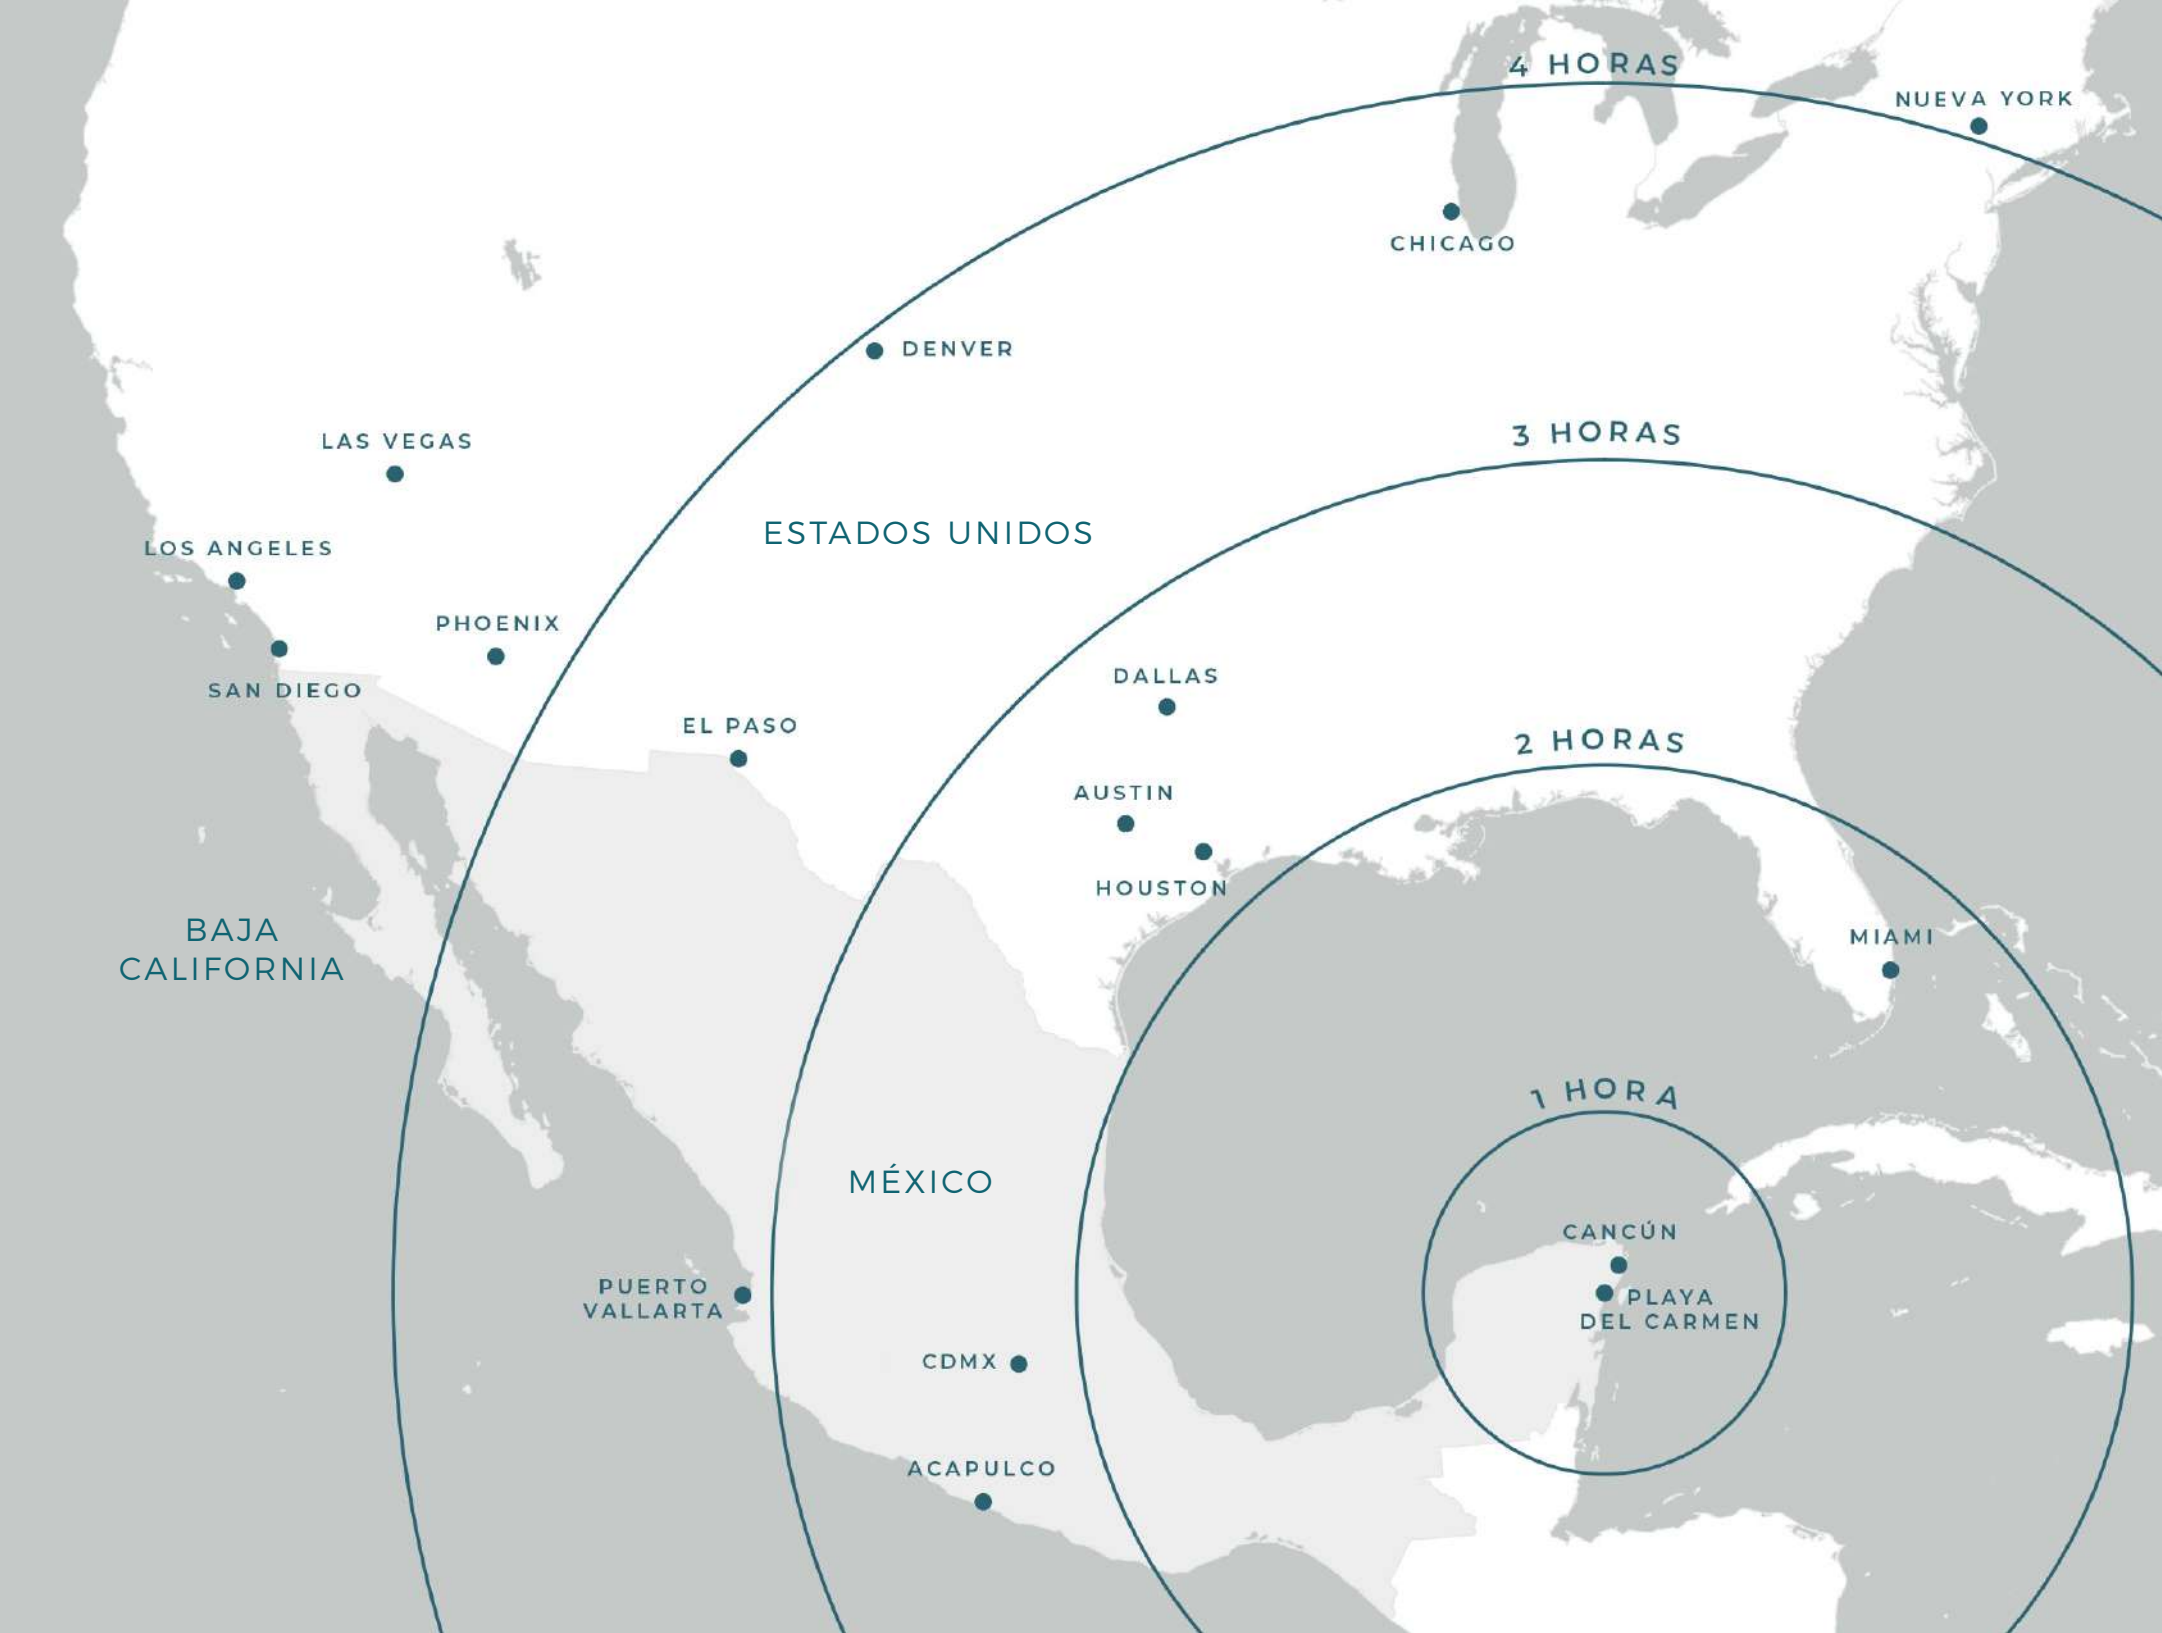 4 HORAS
NUEVA YORK
CHICAGO
DENVER
3 HORAS
LAS VEGAS
ESTADOS UNIDOS
LOS ANGELES
PHOENIX
DALLAS
SAN DIEGO
EL PASO
2 HORAS
AUSTIN
HOUSTON
BAJA
CALIFORNIA
MIAMI
1 HORA
MÉXICO
CANCÚN
PUERTO
VALLARTA
PLAYA
DEL CARMEN
CDMX
ACAPULCO